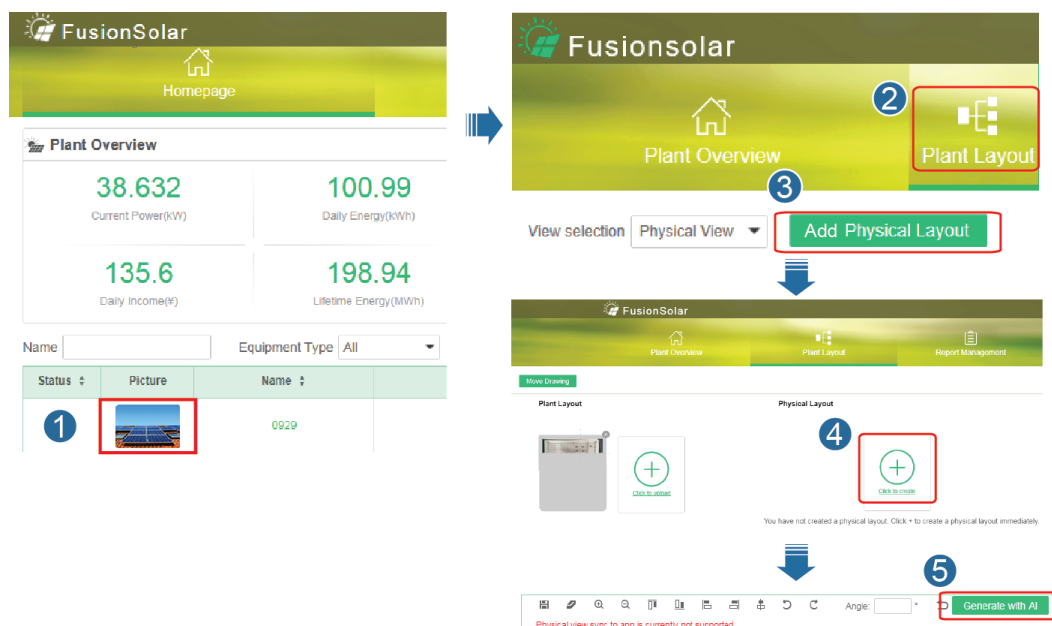 FusionSolar
Homepage
Plant Overview
38.632
100.99
Current Power(kW)
Daily Energy(kWh)
135.6
198.94
Daily Income(¥)
Lifetime Energy(MWh)
Name
Equipment Type All
Status
Picture
Name
1
0929
Fusionsolar
2
Plant Overview
Plant Layout
3
View selection Physical View
Add Physical Layout
FusionSolar
Plant Overview
Plant Layout
Report Managomont
Move Drawing
Plant Layout
Physical Layout
4
Click to upload
Click to create
You have not created a physical layout. Click + to create a physical layout immediately.
5
Angle:
°
Generate with AI
Physical view sync to app is currently not supported